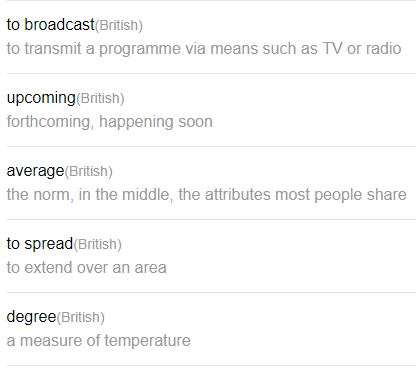 to broadcast(British)
to transmit a programme via means such as TV or radio
upcoming(British)
forthcoming, happening soon
average(British)
the norm, in the middle, the attributes most people share
to spread(British)
to extend over an area
degree(British)
a measure of temperature